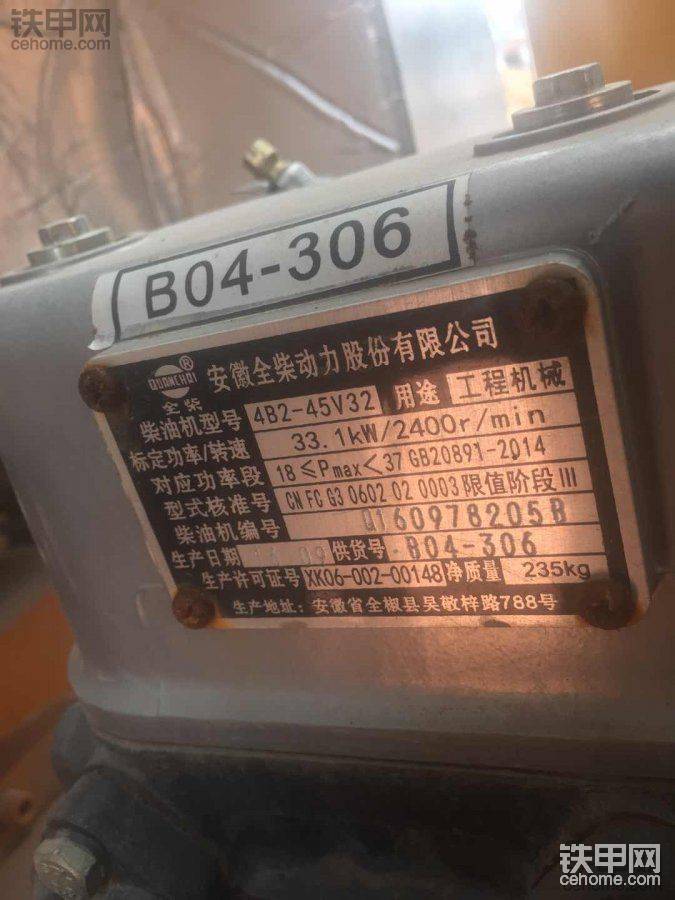 铁甲网
cehome.com
B04-306
安徽全柴动力股份有限公司
QUANCHAI ®
全柴
柴油机型号 4B2-45V32 用途 工程机械
标定功率/转速 33.1kW/2400r/min
对应功率段 18≤Pmax<37 GB20891-2014
型式核准号 CN FC G3 0602 02 0003 限值阶段 III
柴油机编号 Q160978205B
生产日期 09 供货号 B04-306
生产许可证号 XK06-002-00148 净质量 235kg
生产地址: 安徽省全椒县吴敬梓路788号
铁甲网
cehome.com